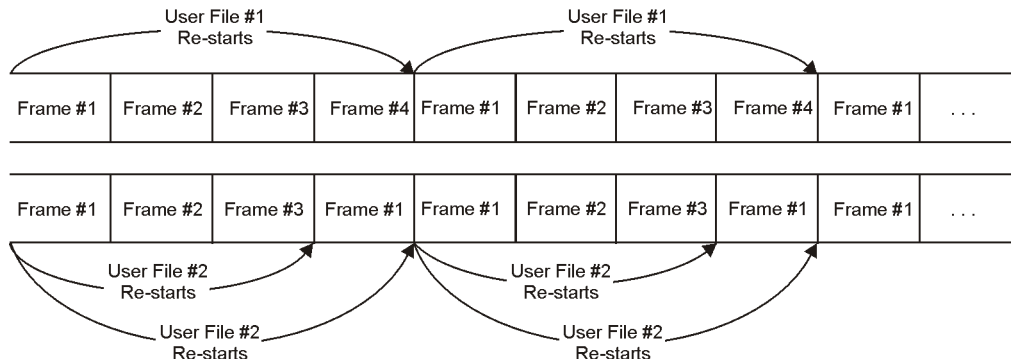 User File #1
Re-starts
User File #1
Re-starts
Frame #1 Frame #2 Frame #3 Frame #4 Frame #1 Frame #2 Frame #3 Frame #4 Frame #1 . . .
Frame #1 Frame #2 Frame #3 Frame #1 Frame #1 Frame #2 Frame #3 Frame #1 Frame #1 . . .
User File #2
Re-starts
User File #2
Re-starts
User File #2
Re-starts
User File #2
Re-starts